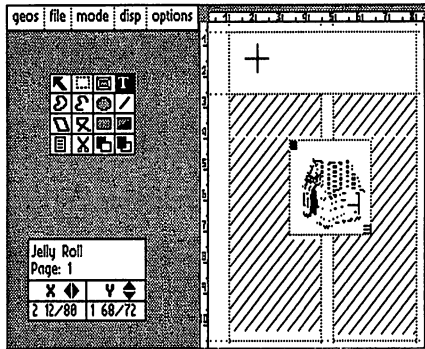 geos file mode disp options
T
Jelly Roll
Page: 1
X Y
2 12/80 1 68/72